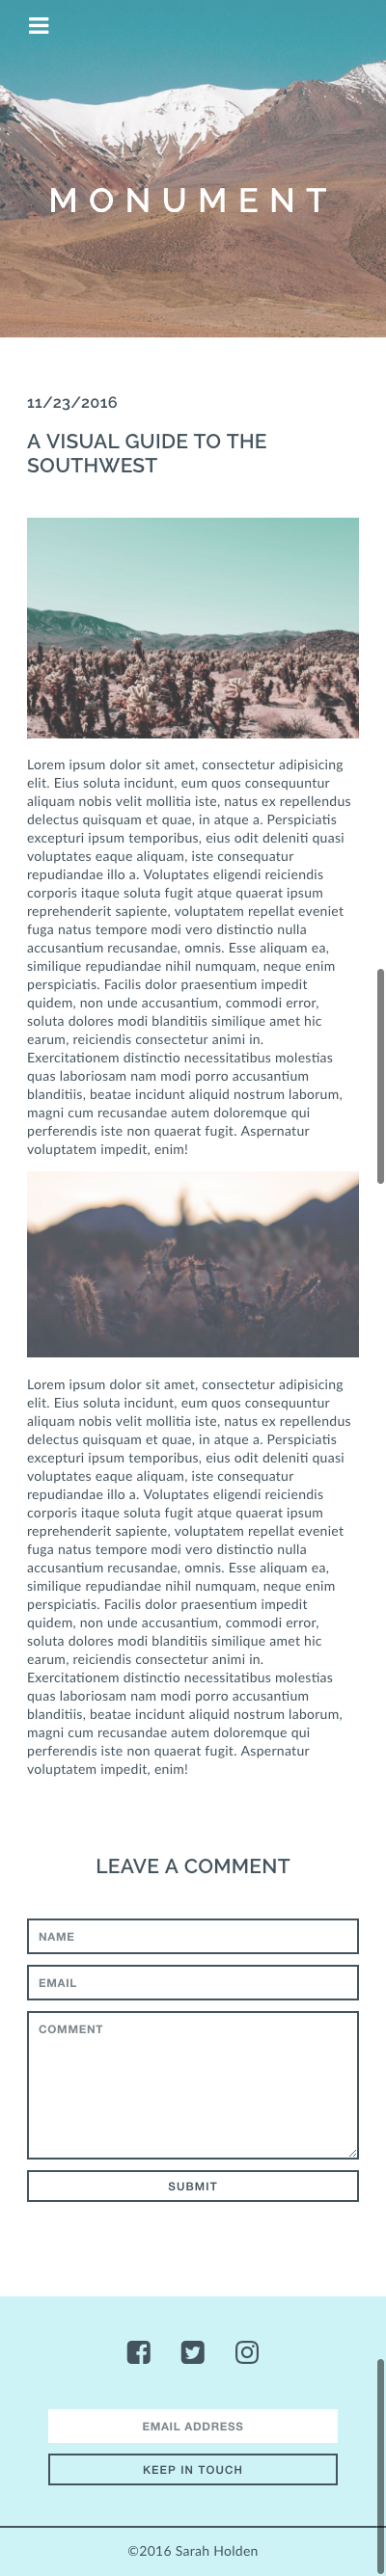 MONUMENT
11/23/2016
A VISUAL GUIDE TO THE
SOUTHWEST
Lorem ipsum dolor sit amet, consectetur adipisicing
elit. Eius soluta incidunt, eum quos consequuntur
aliquam nobis velit mollitia iste, natus ex repellendus
delectus quisquam et quae, in atque a. Perspiciatis
excepturi ipsum temporibus, eius odit deleniti quasi
voluptates eaque aliquam, iste consequatur
repudiandae illo a. Voluptates eligendi reiciendis
corporis itaque soluta fugit atque quaerat ipsum
reprehenderit sapiente, voluptatem repellat eveniet
fuga natus tempore modi vero distinctio nulla
accusantium recusandae, omnis. Esse aliquam ea,
similique repudiandae nihil numquam, neque enim
perspiciatis. Facilis dolor praesentium impedit
quidem, non unde accusantium, commodi error,
soluta dolores modi blanditiis similique amet hic
earum, reiciendis consectetur animi in.
Exercitationem distinctio necessitatibus molestias
quas laboriosam nam modi porro accusantium
blanditiis, beatae incidunt aliquid nostrum laborum,
magni cum recusandae autem doloremque qui
perferendis iste non quaerat fugit. Aspernatur
voluptatem impedit, enim!
Lorem ipsum dolor sit amet, consectetur adipisicing
elit. Eius soluta incidunt, eum quos consequuntur
aliquam nobis velit mollitia iste, natus ex repellendus
delectus quisquam et quae, in atque a. Perspiciatis
excepturi ipsum temporibus, eius odit deleniti quasi
voluptates eaque aliquam, iste consequatur
repudiandae illo a. Voluptates eligendi reiciendis
corporis itaque soluta fugit atque quaerat ipsum
reprehenderit sapiente, voluptatem repellat eveniet
fuga natus tempore modi vero distinctio nulla
accusantium recusandae, omnis. Esse aliquam ea,
similique repudiandae nihil numquam, neque enim
perspiciatis. Facilis dolor praesentium impedit
quidem, non unde accusantium, commodi error,
soluta dolores modi blanditiis similique amet hic
earum, reiciendis consectetur animi in.
Exercitationem distinctio necessitatibus molestias
quas laboriosam nam modi porro accusantium
blanditiis, beatae incidunt aliquid nostrum laborum,
magni cum recusandae autem doloremque qui
perferendis iste non quaerat fugit. Aspernatur
voluptatem impedit, enim!
LEAVE A COMMENT
NAME
EMAIL
COMMENT
SUBMIT
EMAIL ADDRESS
KEEP IN TOUCH
©2016 Sarah Holden